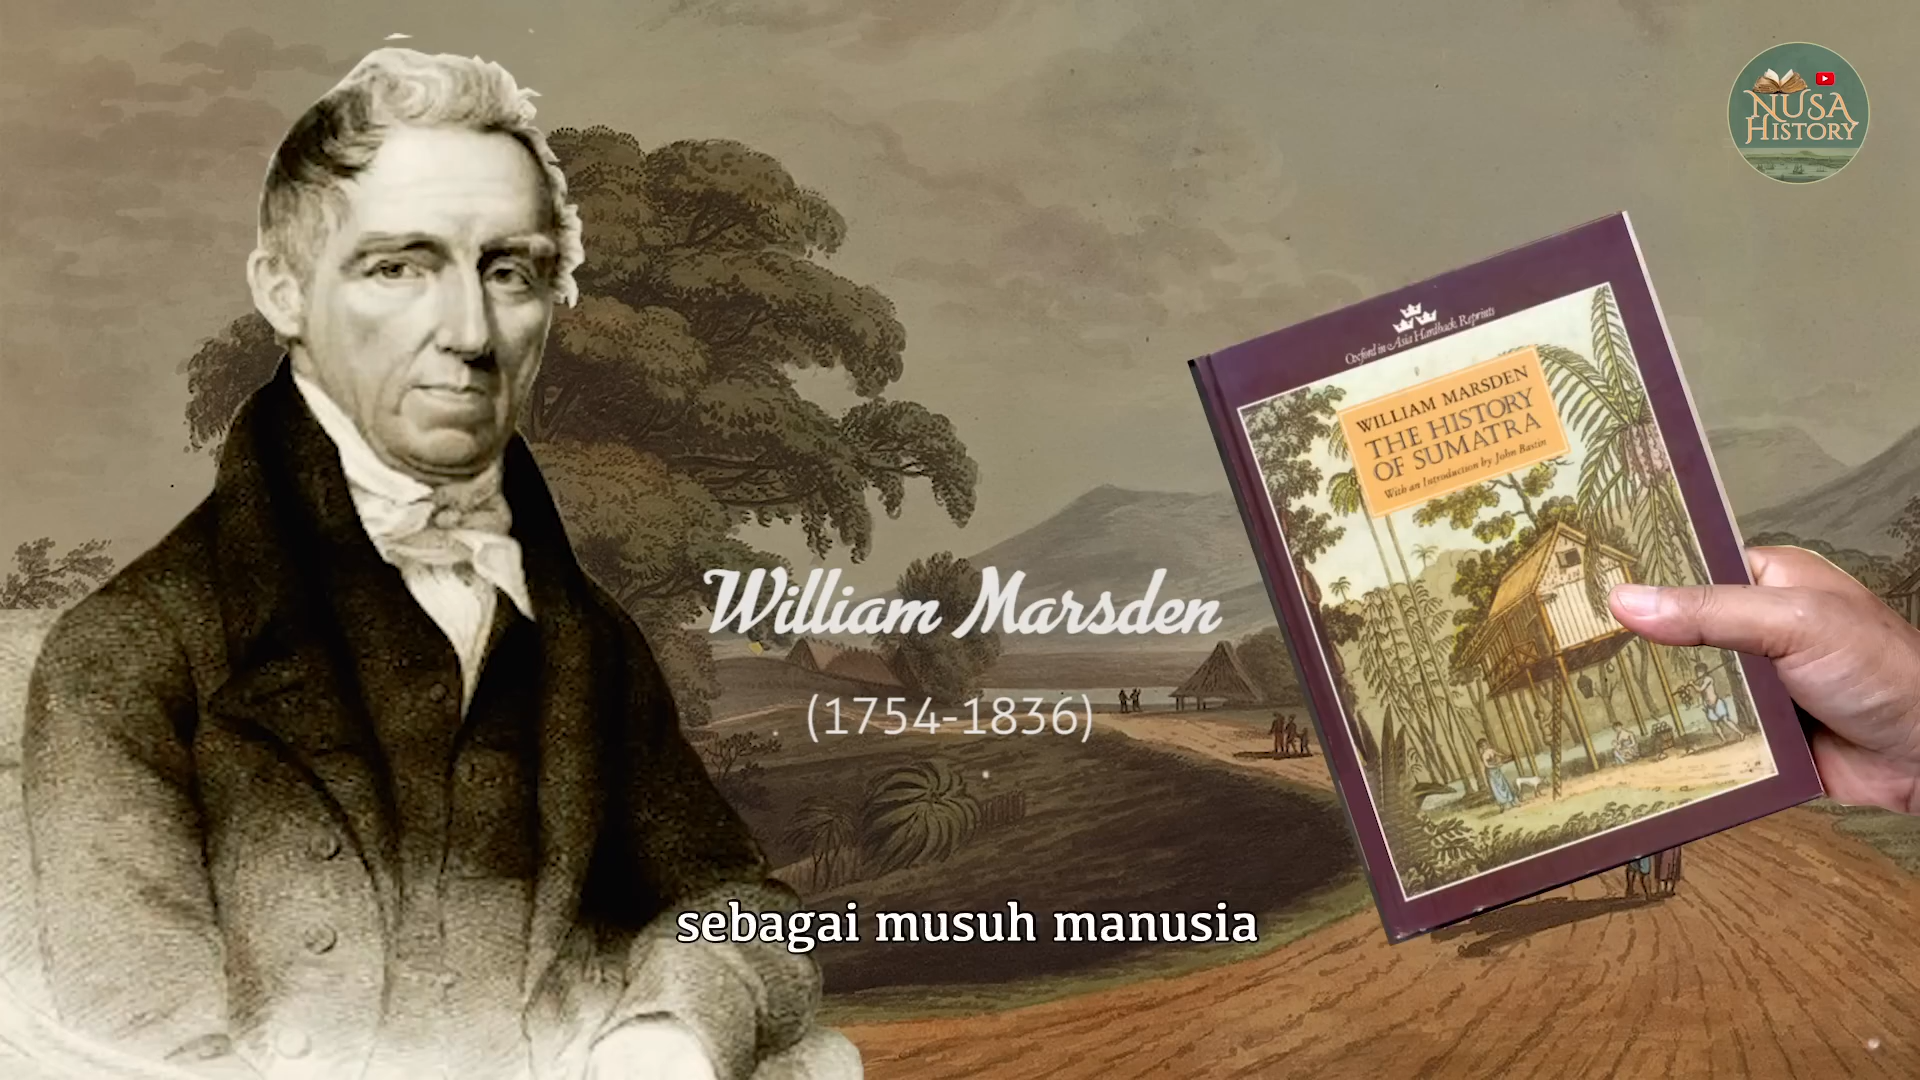 NUSA
HISTORY
Oxford in Asia Hardback Reprints
WILLIAM MARSDEN
THE HISTORY
OF SUMATRA
With an Introduction by John Bastin
William Marsden
(1754-1836)
sebagai musuh manusia